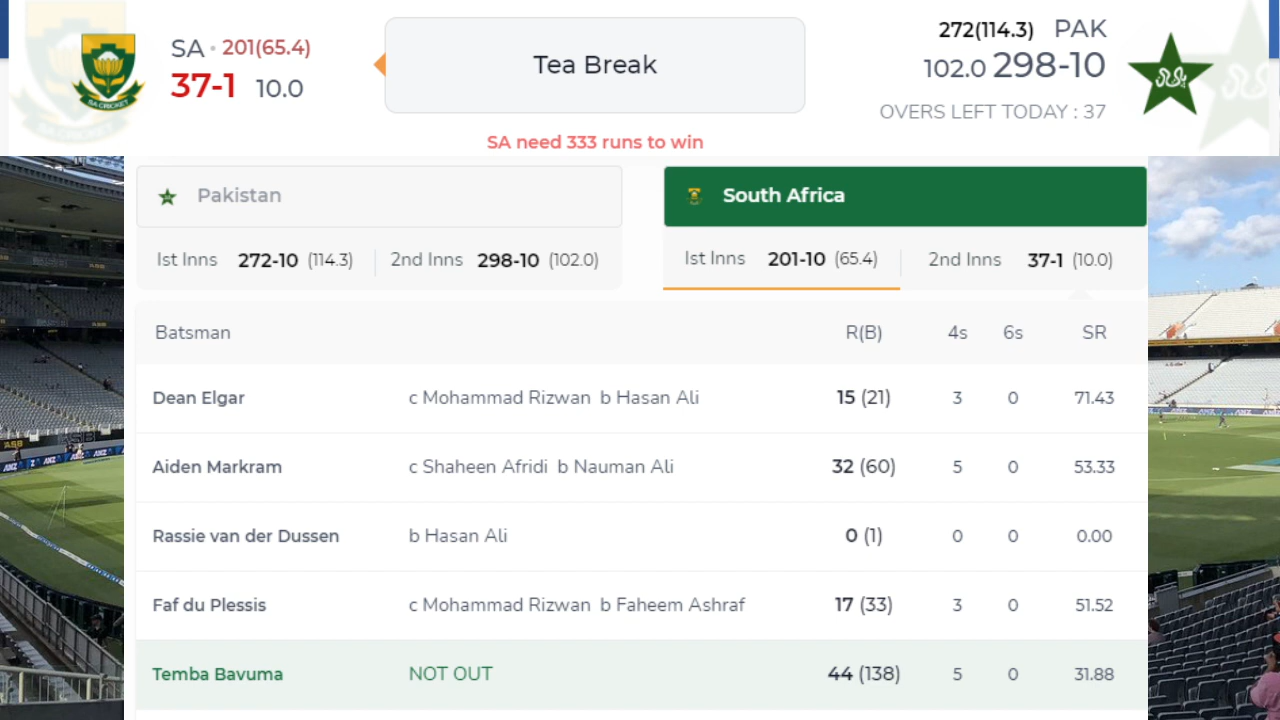 SA • 201(65.4)
37-1 10.0
SA CRICKET
Tea Break
SA need 333 runs to win
272(114.3) PAK
102.0 298-10
OVERS LEFT TODAY : 37
Pakistan
1st Inns 272-10 (114.3) 2nd Inns 298-10 (102.0)
South Africa
1st Inns 201-10 (65.4) 2nd Inns 37-1 (10.0)
Batsman R(B) 4s 6s SR
Dean Elgar c Mohammad Rizwan b Hasan Ali 15 (21) 3 0 71.43
Aiden Markram c Shaheen Afridi b Nauman Ali 32 (60) 5 0 53.33
Rassie van der Dussen b Hasan Ali 0 (1) 0 0 0.00
Faf du Plessis c Mohammad Rizwan b Faheem Ashraf 17 (33) 3 0 51.52
Temba Bavuma NOT OUT 44 (138) 5 0 31.88
ASB
ANZ